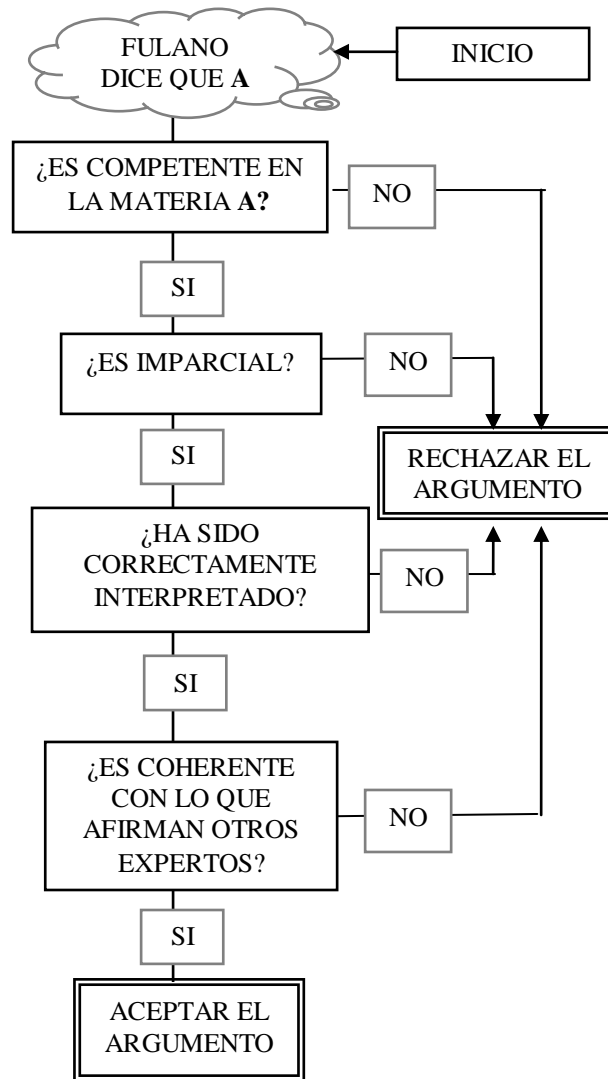 FULANO
DICE QUE A
INICIO
¿ES COMPETENTE EN
LA MATERIA A?
NO
SI
¿ES IMPARCIAL?
NO
SI
RECHAZAR EL
ARGUMENTO
¿HA SIDO
CORRECTAMENTE
INTERPRETADO?
NO
SI
¿ES COHERENTE
CON LO QUE
AFIRMAN OTROS
EXPERTOS?
NO
SI
ACEPTAR EL
ARGUMENTO